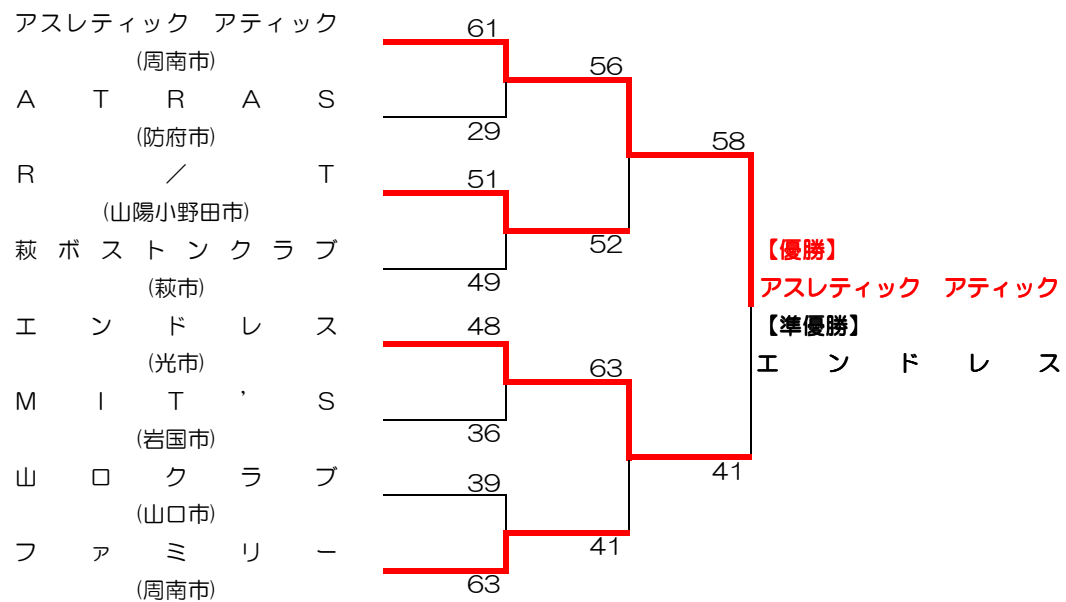 アスレティック　アティック
61
(周南市)
56
ＡＴＲＡＳ
(防府市)
29
58
Ｒ／Ｔ
51
(山陽小野田市)
萩ボストンクラブ
52
【優勝】
(萩市)
49
アスレティック　アティック
エンドレス
48
【準優勝】
(光市)
63
エンドレス
ＭＩＴ’Ｓ
(岩国市)
36
山口クラブ
39
41
(山口市)
ファミリー
41
(周南市)
63